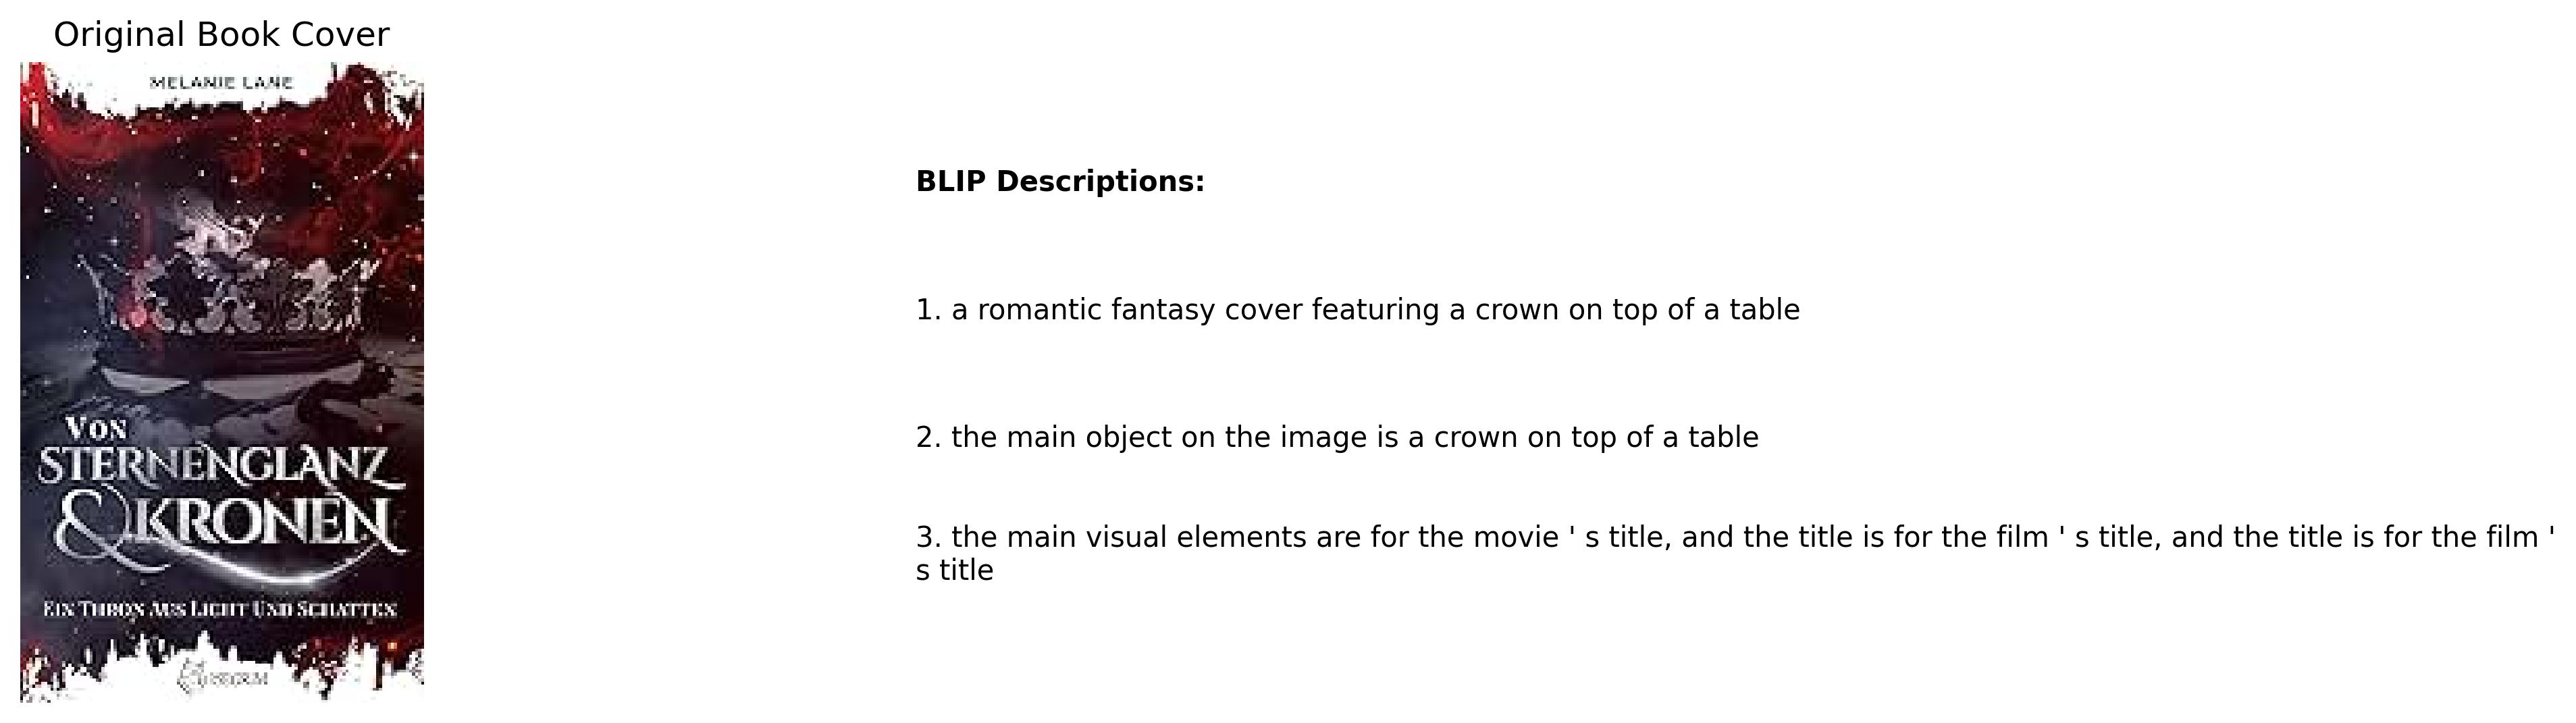 Original Book Cover
MELANIE LANE
VON
STERNENGLANZ
& KRONEN
EIN THRON AUS LICHT UND SCHATTEN
BLIP Descriptions:
1. a romantic fantasy cover featuring a crown on top of a table
2. the main object on the image is a crown on top of a table
3. the main visual elements are for the movie ' s title, and the title is for the film ' s title, and the title is for the film '
s title